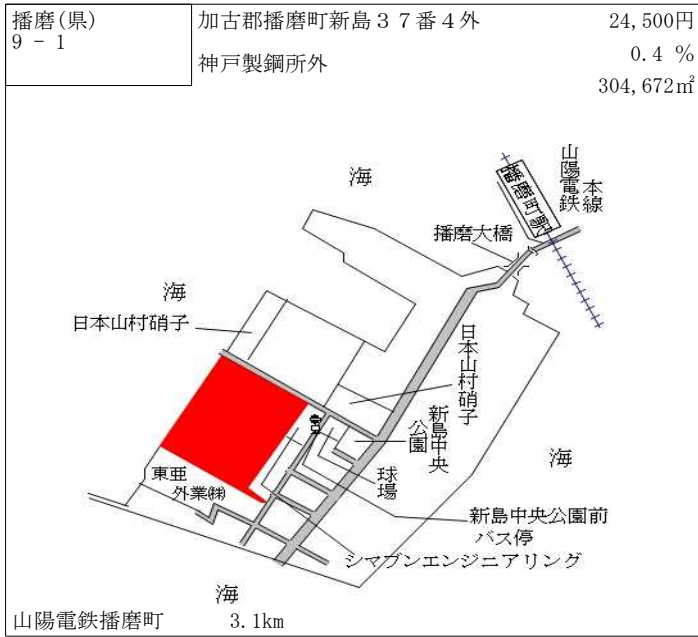 播磨(県)
9 - 1
加古郡播磨町新島３７番４外
神戸製鋼所外
24,500円
0.4 %
304,672㎡
山陽電鉄
本線
播磨町駅
海
播磨大橋
海
日本山村硝子
日本山村硝子
新島中央
公園
球場
海
東亜
外業㈱
新島中央公園前
バス停
シマブンエンジニアリング
海
山陽電鉄播磨町
3.1km